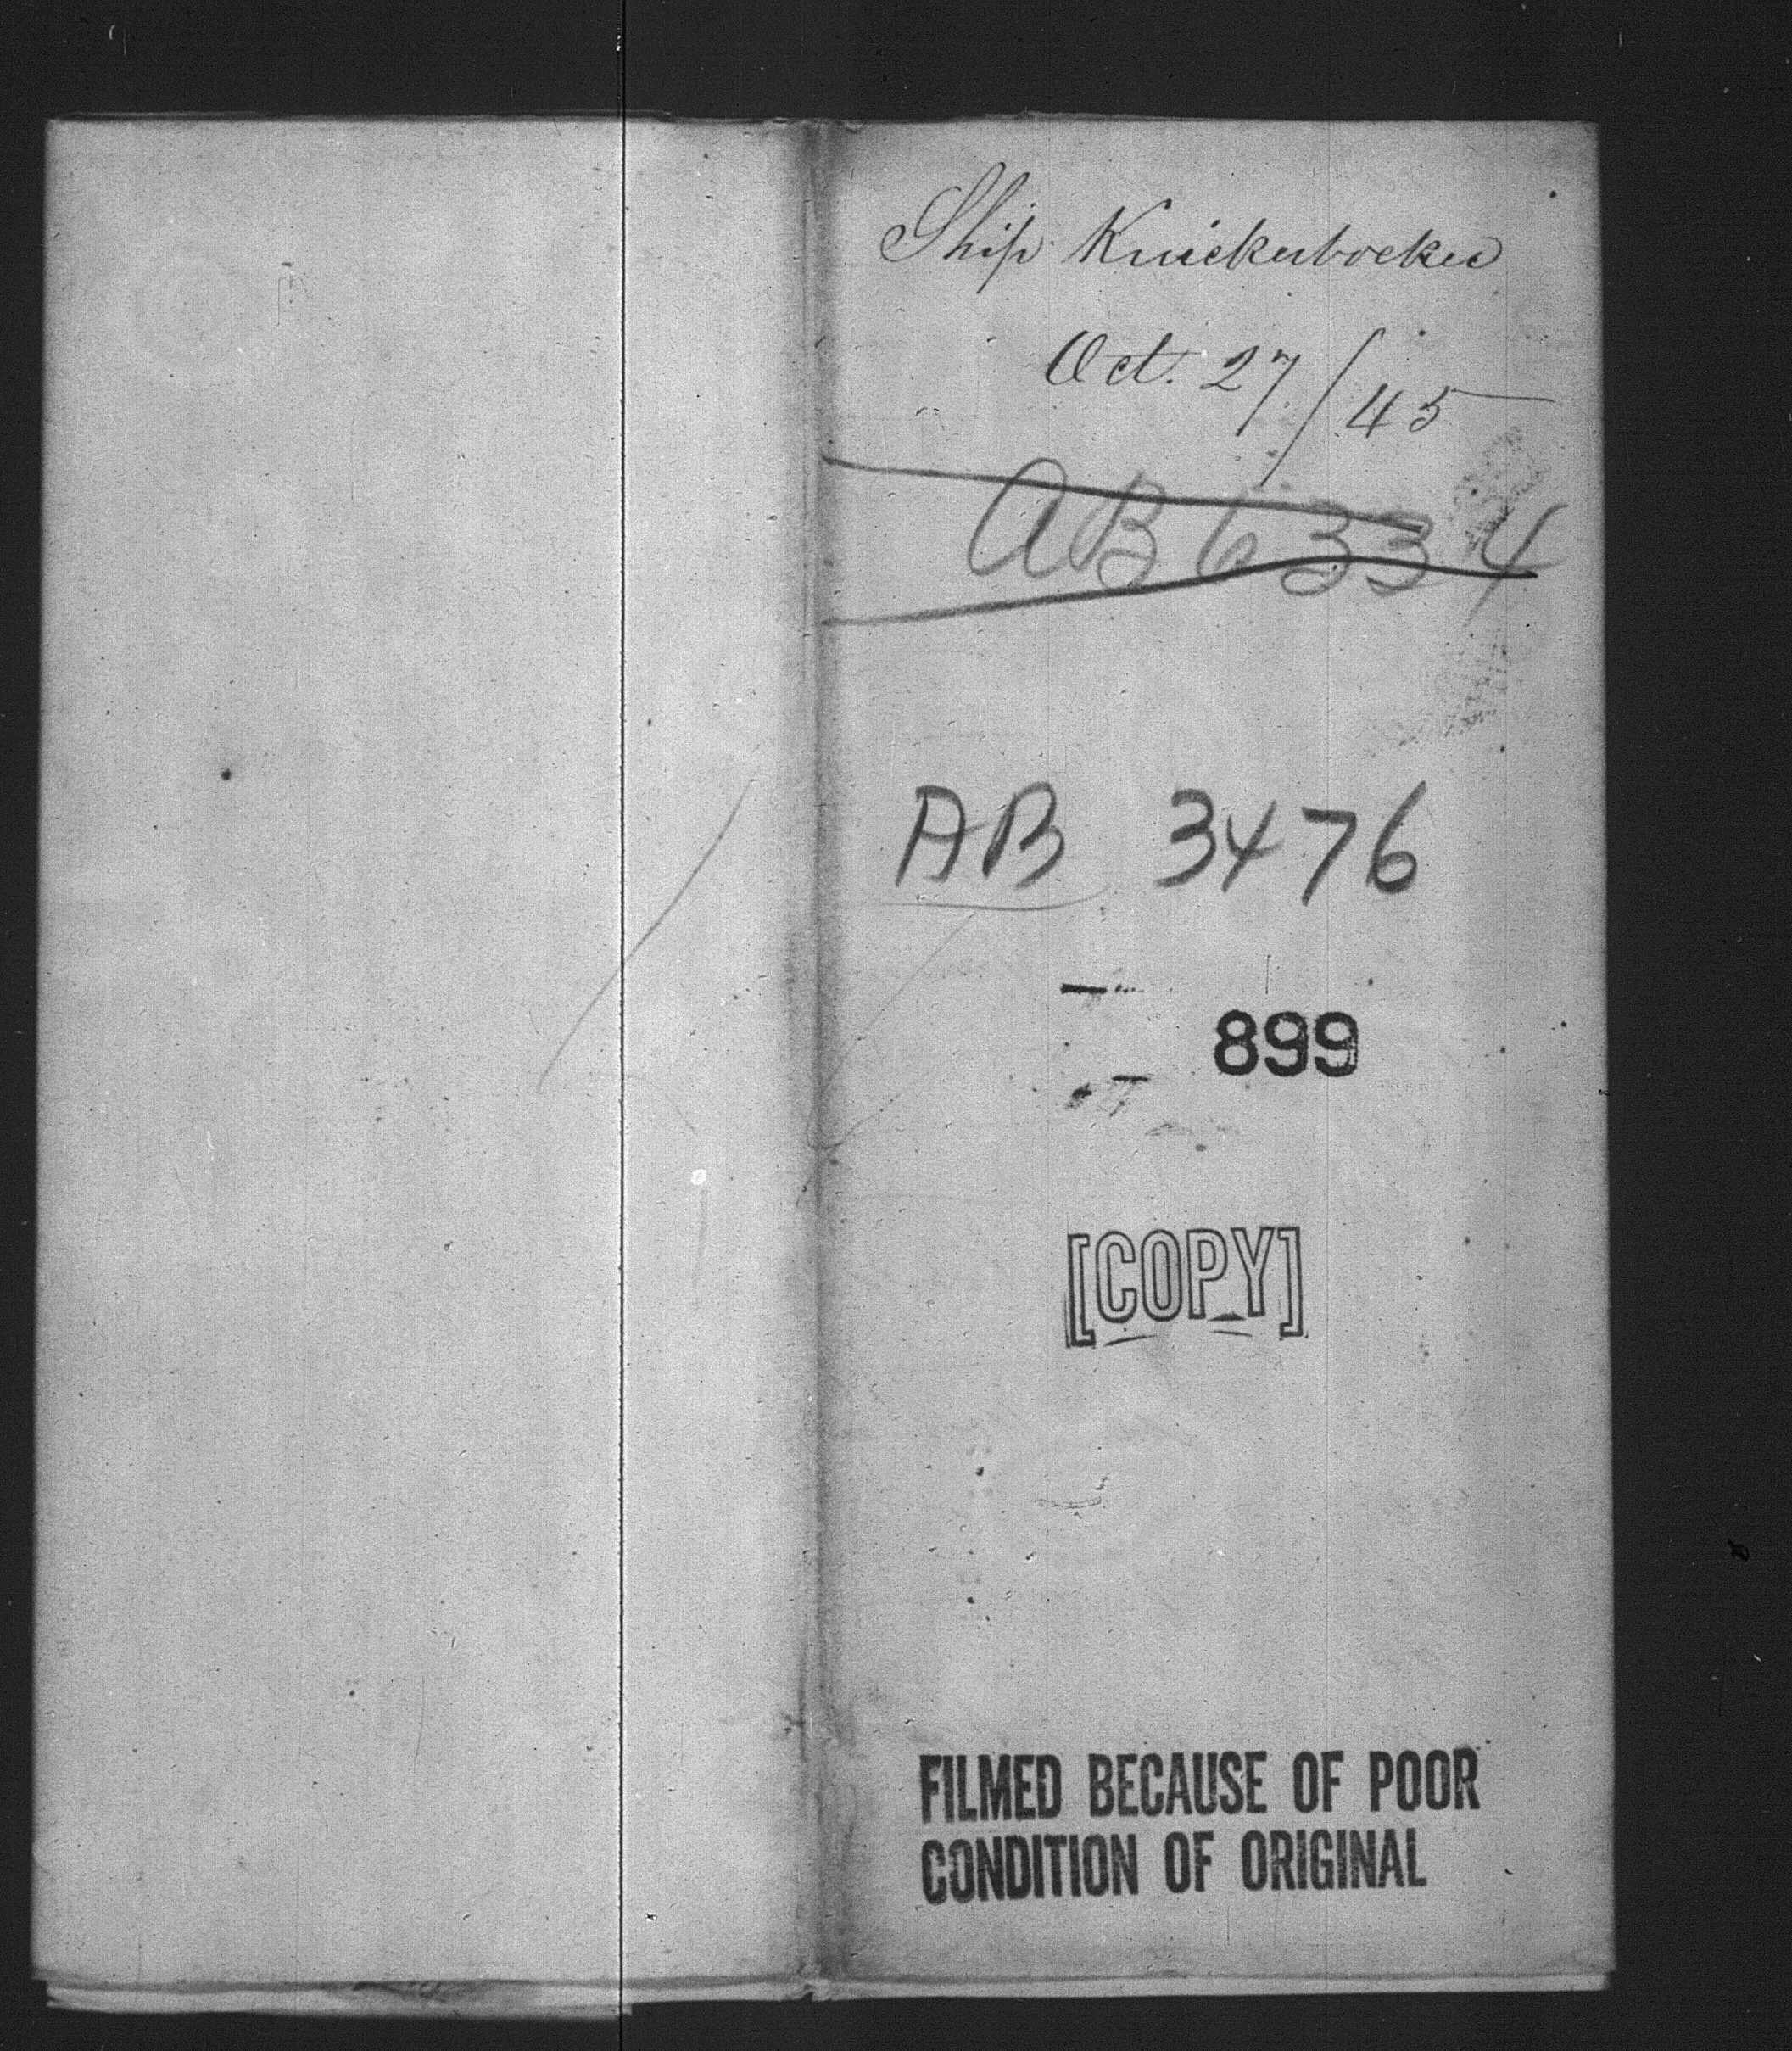 Ship Knickerbocker
Oct. 27/45
AB 6334
AB 3476
899
[COPY]
FILMED BECAUSE OF POOR
CONDITION OF ORIGINAL